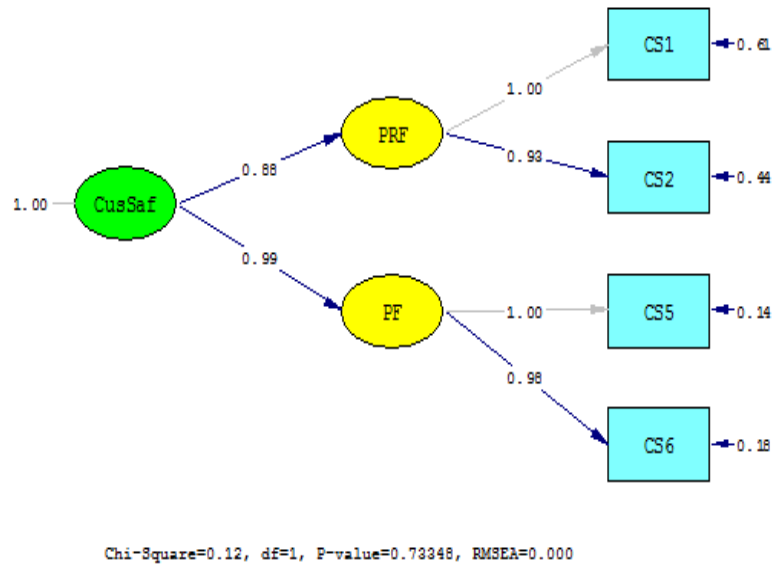 CS1
0.61
1.00
PRF
0.93
CS2
0.44
0.88
1.00
CusSaf
0.99
PF
1.00
CS5
0.14
0.98
CS6
0.18
Chi-Square=0.12, df=1, P-value=0.73348, RMSEA=0.000